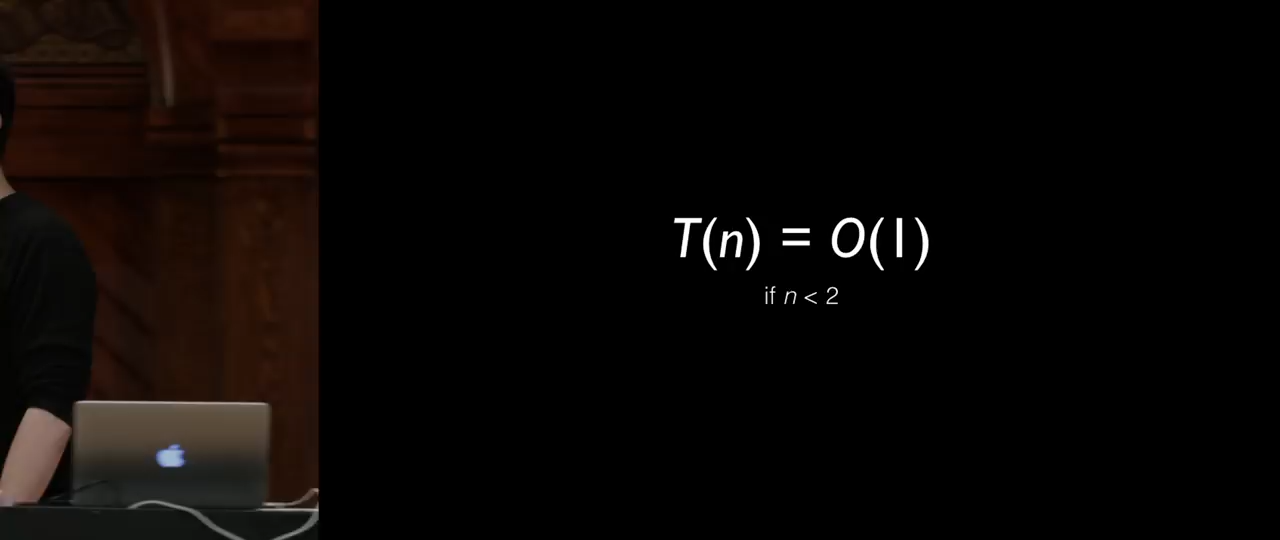 T(n) = O(1)
if n < 2